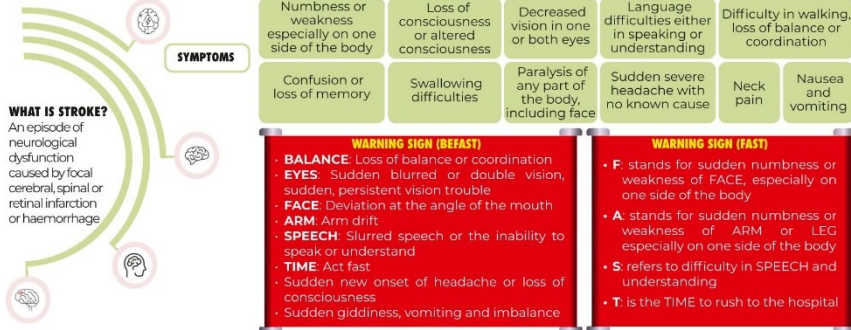 Numbness or
weakness
especially on one
side of the body
Loss of
consciousness
or altered
consciousness
Decreased
vision in one
or both eyes
Language
difficulties either
in speaking or
understanding
Difficulty in walking,
loss of balance or
coordination
SYMPTOMS
Confusion or
loss of memory
Swallowing
difficulties
Paralysis of
any part of
the body,
including face
Sudden severe
headache with
no known cause
Neck
pain
Nausea
and
vomiting
WHAT IS STROKE?
An episode of
neurological
dysfunction
caused by focal
cerebral, spinal or
retinal infarction
or haemorrhage
WARNING SIGN (BEFAST)
• BALANCE: Loss of balance or coordination
• EYES: Sudden blurred or double vision,
sudden, persistent vision trouble
• FACE: Deviation at the angle of the mouth
• ARM: Arm drift
• SPEECH: Slurred speech or the inability to
speak or understand
• TIME: Act fast
• Sudden new onset of headache or loss of
consciousness
• Sudden giddiness, vomiting and imbalance
WARNING SIGN (FAST)
• F: stands for sudden numbness or
weakness of FACE, especially on
one side of the body
• A: stands for sudden numbness or
weakness of ARM or LEG
especially on one side of the body
• S: refers to difficulty in SPEECH and
understanding
• T: is the TIME to rush to the hospital